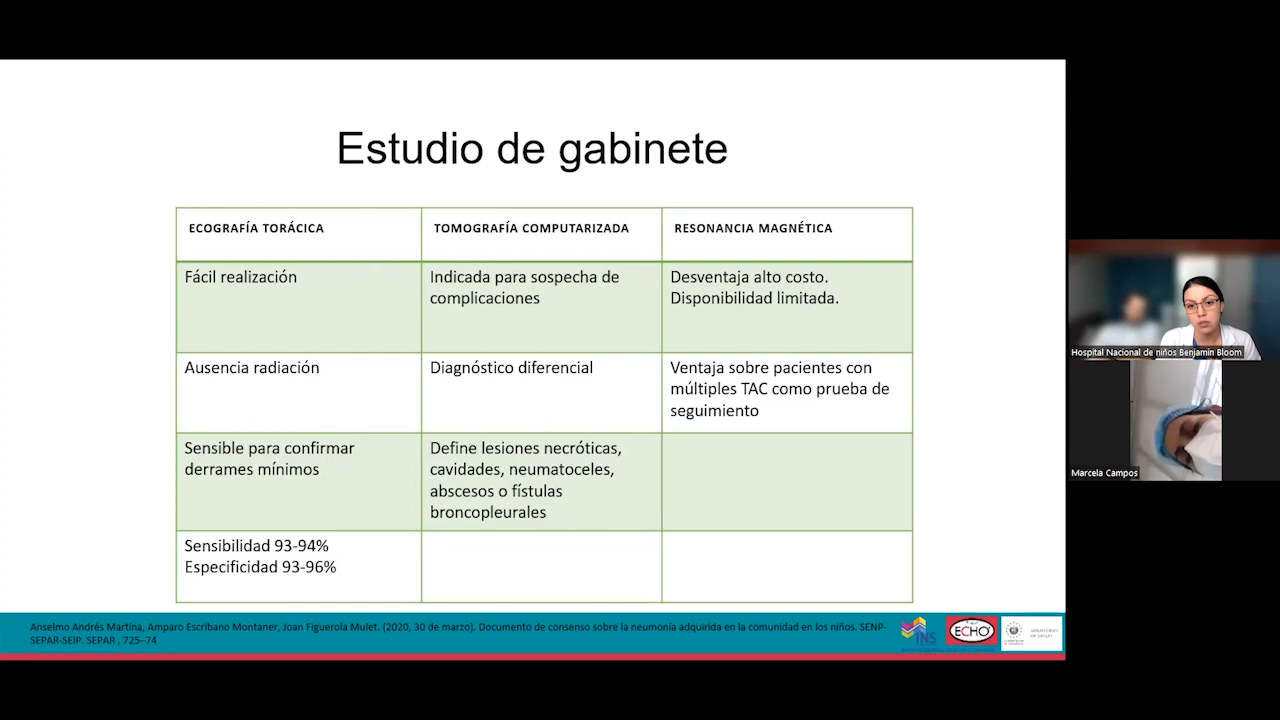 Estudio de gabinete
ECOGRAFÍA TORÁCICA
TOMOGRAFÍA COMPUTARIZADA
RESONANCIA MAGNÉTICA
Fácil realización
Indicada para sospecha de
complicaciones
Desventaja alto costo.
Disponibilidad limitada.
Ausencia radiación
Diagnóstico diferencial
Ventaja sobre pacientes con
múltiples TAC como prueba de
seguimiento
Sensible para confirmar
derrames mínimos
Define lesiones necróticas,
cavidades, neumatoceles,
abscesos o fístulas
broncopleurales
Sensibilidad 93-94%
Especificidad 93-96%
Anselmo Andrés Martina, Amparo Escribano Montaner, Joan Figuerola Mulet. (2020, 30 de marzo). Documento de consenso sobre la neumonía adquirida en la comunidad en los niños. SENP-
SEPAR-SEIP. SEPAR , 725–74
INS
ECHO
Hospital Nacional de niños Benjamin Bloom
Marcela Campos